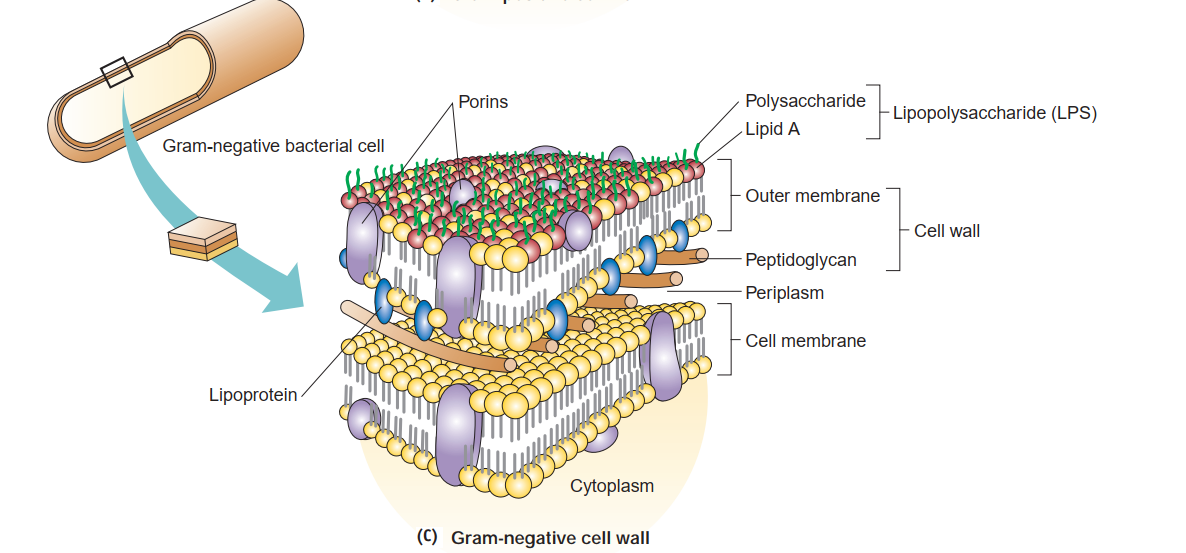 Porins
Polysaccharide
Lipopolysaccharide (LPS)
Lipid A
Gram-negative bacterial cell
Outer membrane
Cell wall
Peptidoglycan
Periplasm
Cell membrane
Lipoprotein
Cytoplasm
(C) Gram-negative cell wall